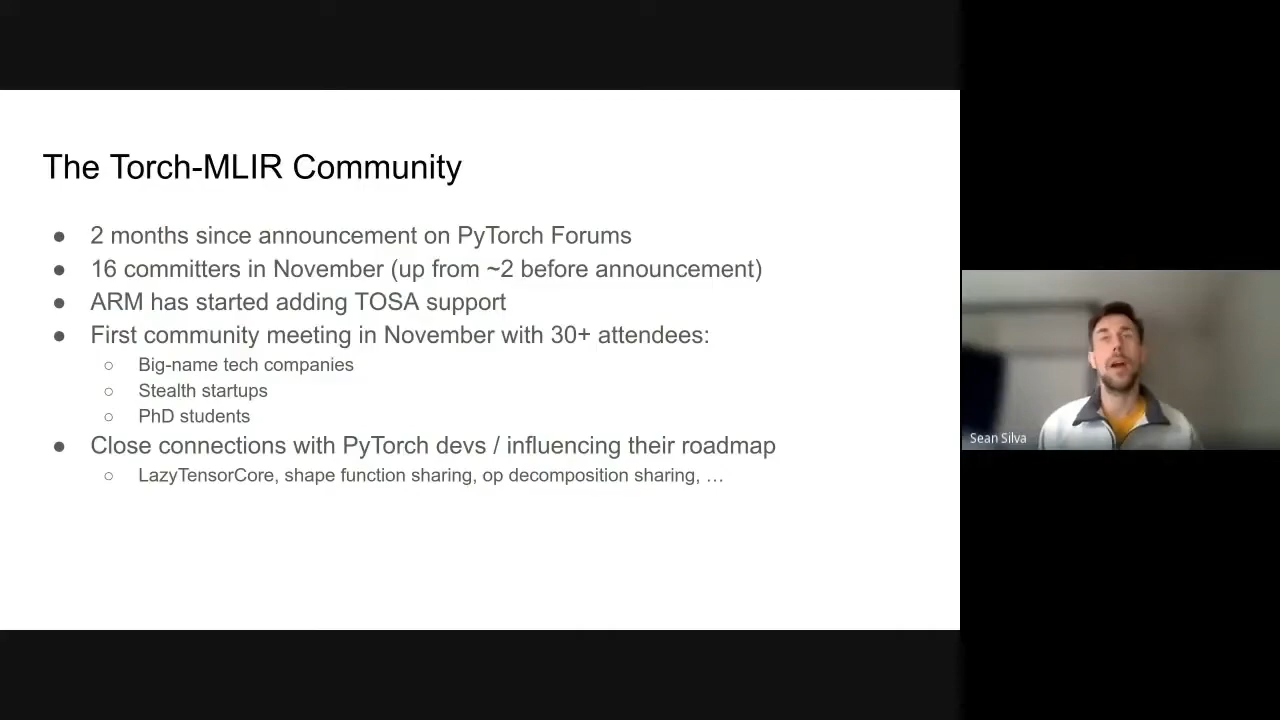 The Torch-MLIR Community
● 2 months since announcement on PyTorch Forums
● 16 committers in November (up from ~2 before announcement)
● ARM has started adding TOSA support
● First community meeting in November with 30+ attendees:
○ Big-name tech companies
○ Stealth startups
○ PhD students
● Close connections with PyTorch devs / influencing their roadmap
○ LazyTensorCore, shape function sharing, op decomposition sharing, …
Sean Silva